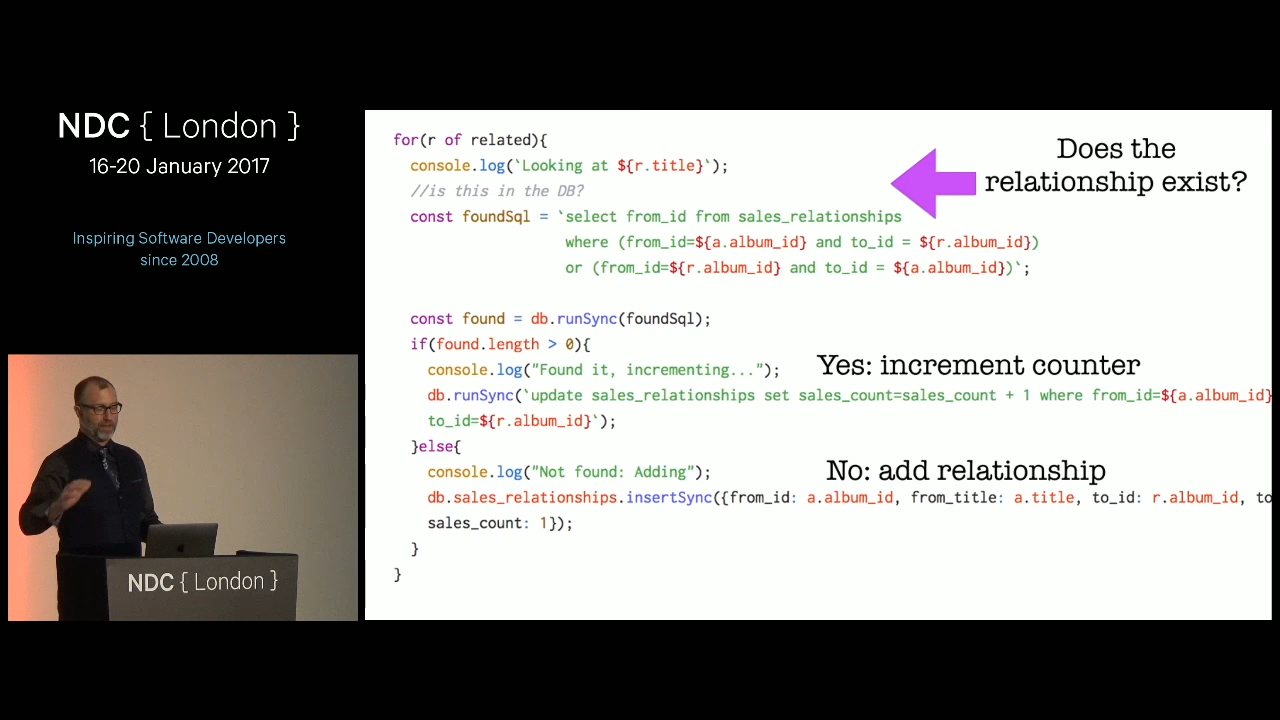 NDC { London }
16-20 January 2017
Inspiring Software Developers
since 2008
NDC { London }
for(r of related){
console.log(`Looking at ${r.title}`);
//is this in the DB?
const foundSql = `select from_id from sales_relationships
where (from_id=${a.album_id} and to_id = ${r.album_id})
or (from_id=${r.album_id} and to_id = ${a.album_id})`;
Does the
relationship exist?
const found = db.runSync(foundSql);
if(found.length > 0){
console.log("Found it, incrementing...");
Yes: increment counter
db.runSync(`update sales_relationships set sales_count=sales_count + 1 where from_id=${a.album_id}
to_id=${r.album_id}`);
}else{
console.log("Not found: Adding");
No: add relationship
db.sales_relationships.insertSync({from_id: a.album_id, from_title: a.title, to_id: r.album_id, to
sales_count: 1});
}
}